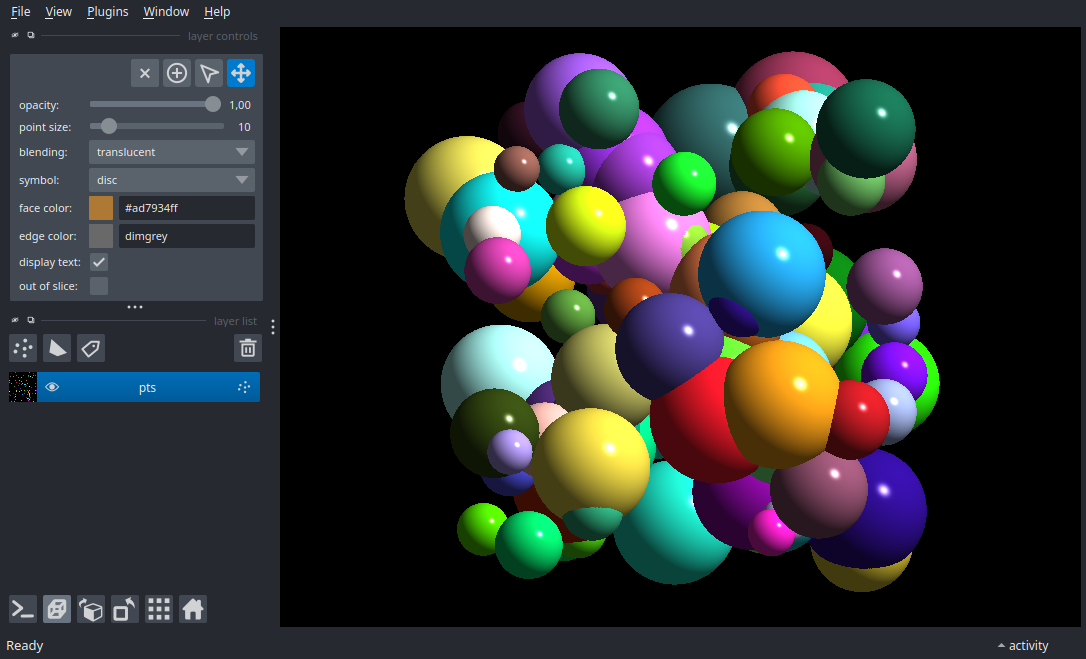 File View Plugins Window Help
layer controls
opacity: 1,00
point size: 10
blending: translucent
symbol: disc
face color: #ad7934ff
edge color: dimgrey
display text:
out of slice:
layer list
pts
Ready
activity